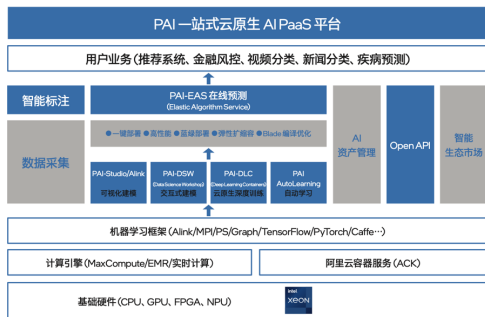 PAI 一站式云原生 AI PaaS 平台
用户业务(推荐系统、金融风控、视频分类、新闻分类、疾病预测)
智能标注
PAI-EAS 在线预测
(Elastic Algorithm Service)
数据采集
●一键部署 ●高性能 ●蓝绿部署 ●弹性扩缩容 ●Blade 编译优化
PAI-Studio/Alink
可视化建模
PAI-DSW
(Data Science Workshop)
交互式建模
PAI-DLC
(Deep Learning Containers)
云原生深度训练
PAI
AutoLearning
自动学习
AI
资产管理
Open API
智能
生态市场
机器学习框架(Alink/MPI/PS/Graph/TensorFlow/PyTorch/Caffe…)
计算引擎(MaxCompute/EMR/实时计算)
阿里云容器服务(ACK)
基础硬件(CPU、GPU、FPGA、NPU)
intel
XEON